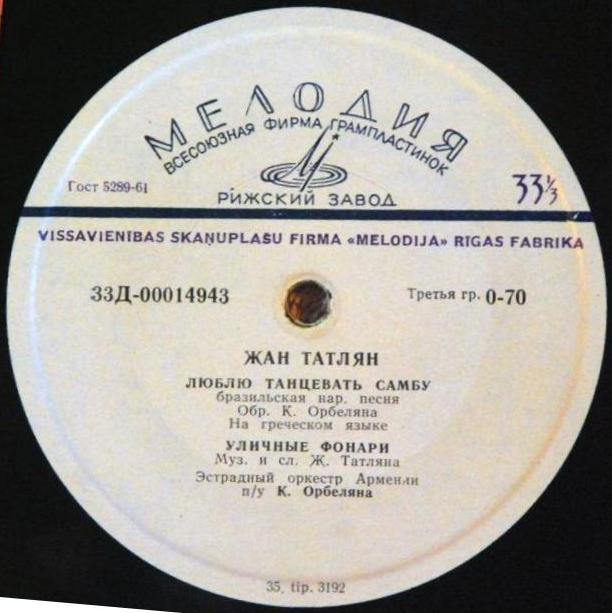 МЕЛОДИЯ
ВСЕСОЮЗНАЯ ФИРМА ГРАМПЛАСТИНОК
Гост 5289-61
33⅓
РИЖСКИЙ ЗАВОД
VISSAVIENĪBAS SKAŅUPLAŠU FIRMA «MELODIJA» RĪGAS FABRIKA
33Д-00014943
Третья гр. 0-70
ЖАН ТАТЛЯН
ЛЮБЛЮ ТАНЦЕВАТЬ САМБУ
бразильская нар. песня
Обр. К. Орбеляна
На греческом языке
УЛИЧНЫЕ ФОНАРИ
Муз. и сл. Ж. Татляна
Эстрадный оркестр Армении
п/у К. Орбеляна
35. tip. 3192